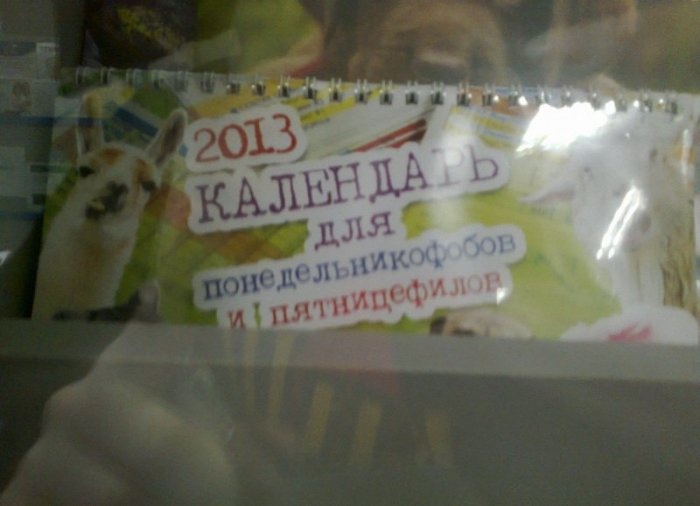 2013
КАЛЕНДАРЬ
для
понедельникофобов
и пятницефилов